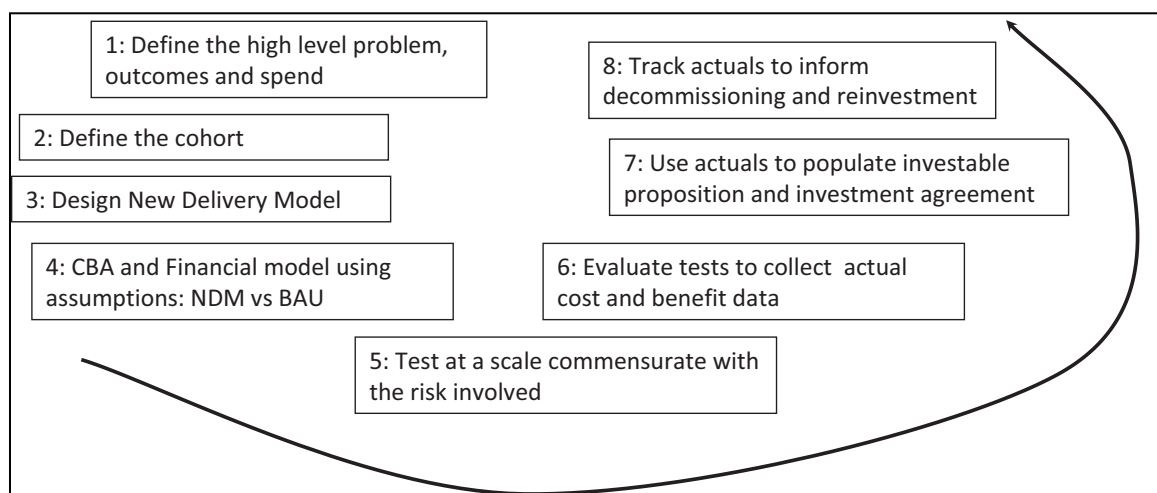 1: Define the high level problem,
outcomes and spend
2: Define the cohort
3: Design New Delivery Model
4: CBA and Financial model using
assumptions: NDM vs BAU
5: Test at a scale commensurate with
the risk involved
6: Evaluate tests to collect actual
cost and benefit data
7: Use actuals to populate investable
proposition and investment agreement
8: Track actuals to inform
decommissioning and reinvestment